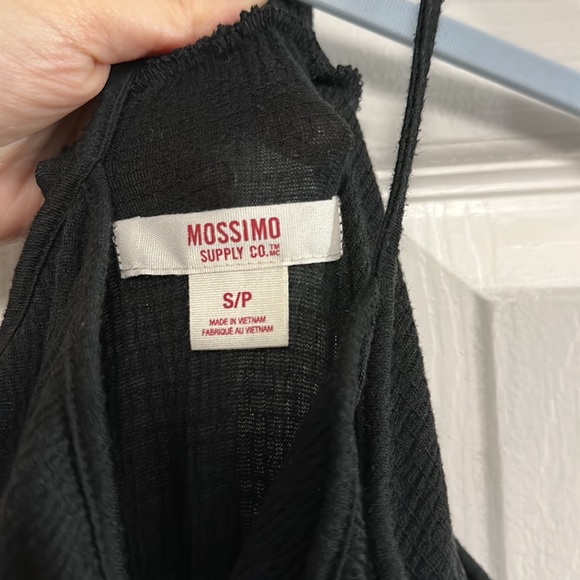 MOSSIMO
SUPPLY CO.™ MC
S/P
MADE IN VIETNAM
FABRIQUÉ AU VIETNAM